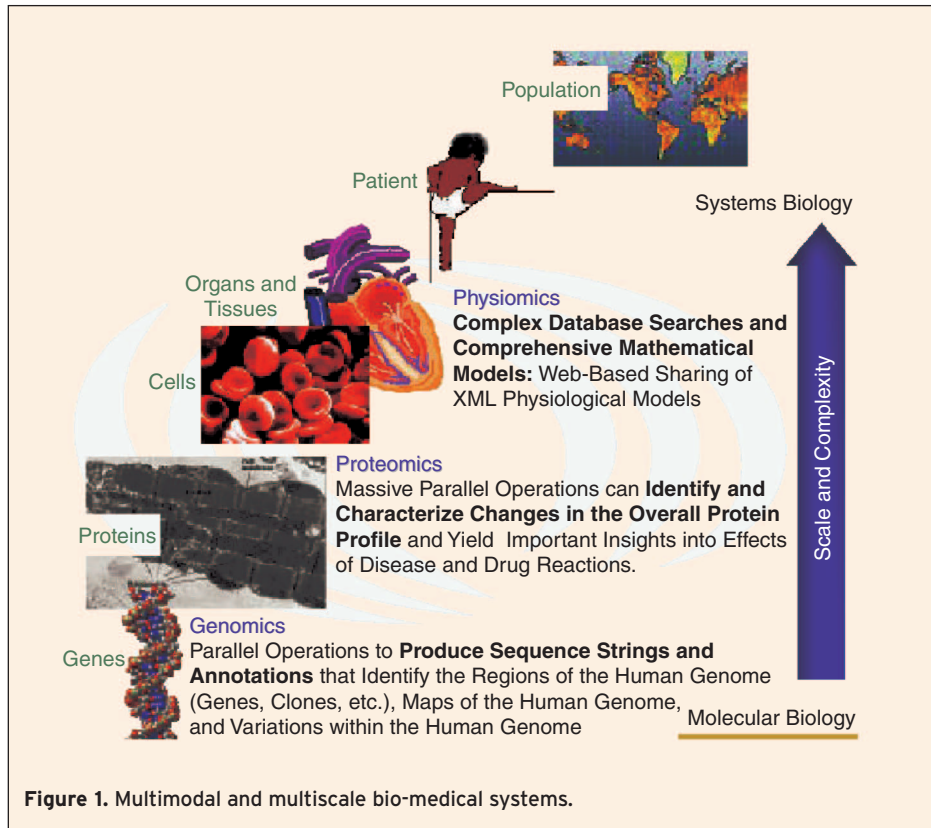 Population
Patient
Systems Biology
Organs and
Tissues
Physiomics
Complex Database Searches and
Comprehensive Mathematical
Models: Web-Based Sharing of
XML Physiological Models
Cells
Scale and Complexity
Proteomics
Massive Parallel Operations can Identify and
Characterize Changes in the Overall Protein
Profile and Yield Important Insights into Effects
of Disease and Drug Reactions.
Proteins
Genomics
Parallel Operations to Produce Sequence Strings and
Annotations that Identify the Regions of the Human Genome
(Genes, Clones, etc.), Maps of the Human Genome,
and Variations within the Human Genome
Genes
Molecular Biology
Figure 1. Multimodal and multiscale bio-medical systems.